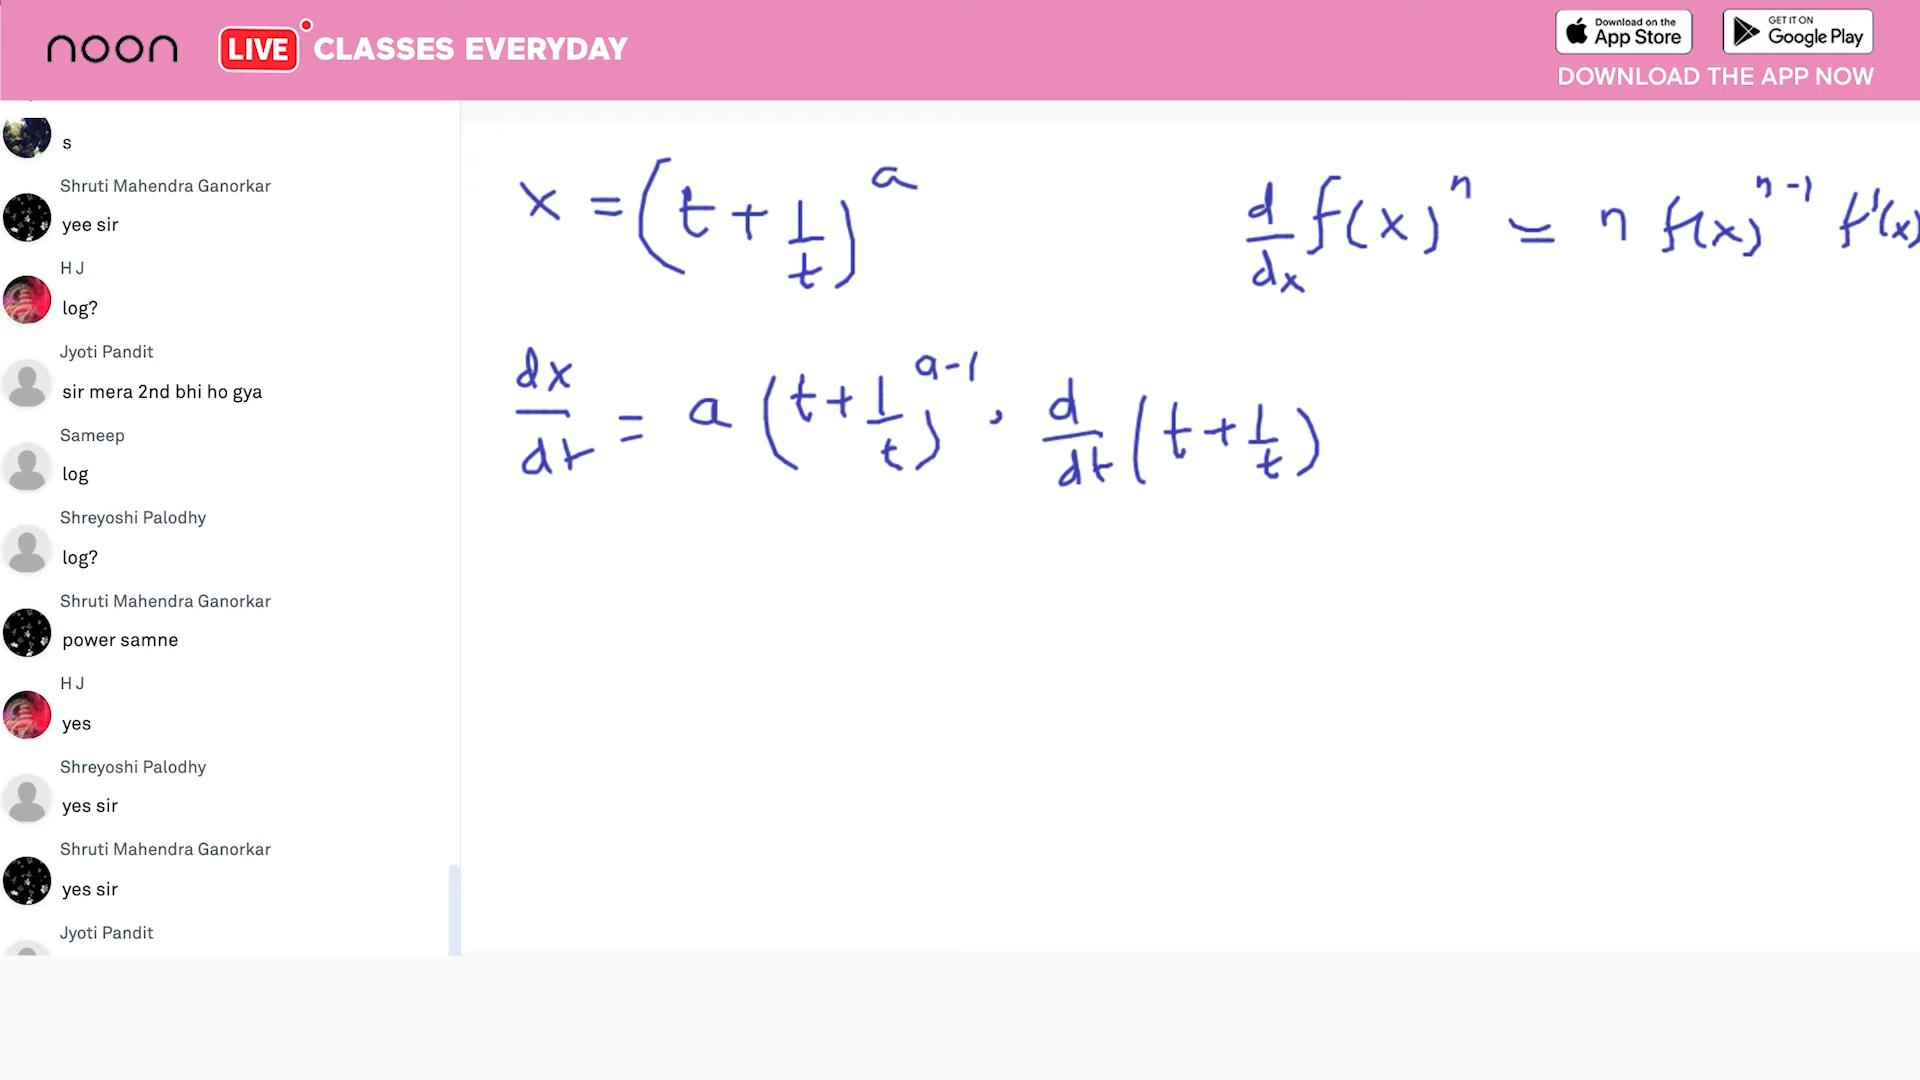 noon LIVE CLASSES EVERYDAY
Download on the App Store
GET IT ON Google Play
DOWNLOAD THE APP NOW
s
Shruti Mahendra Ganorkar
yee sir
H J
log?
Jyoti Pandit
sir mera 2nd bhi ho gya
Sameep
log
Shreyoshi Palodhy
log?
Shruti Mahendra Ganorkar
power samne
H J
yes
Shreyoshi Palodhy
yes sir
Shruti Mahendra Ganorkar
yes sir
Jyoti Pandit
x = (t + 1/t)^a
d/dx f(x)^n = n f(x)^{n-1} f'(x)
dx/dt = a (t + 1/t)^{a-1} . d/dt (t + 1/t)